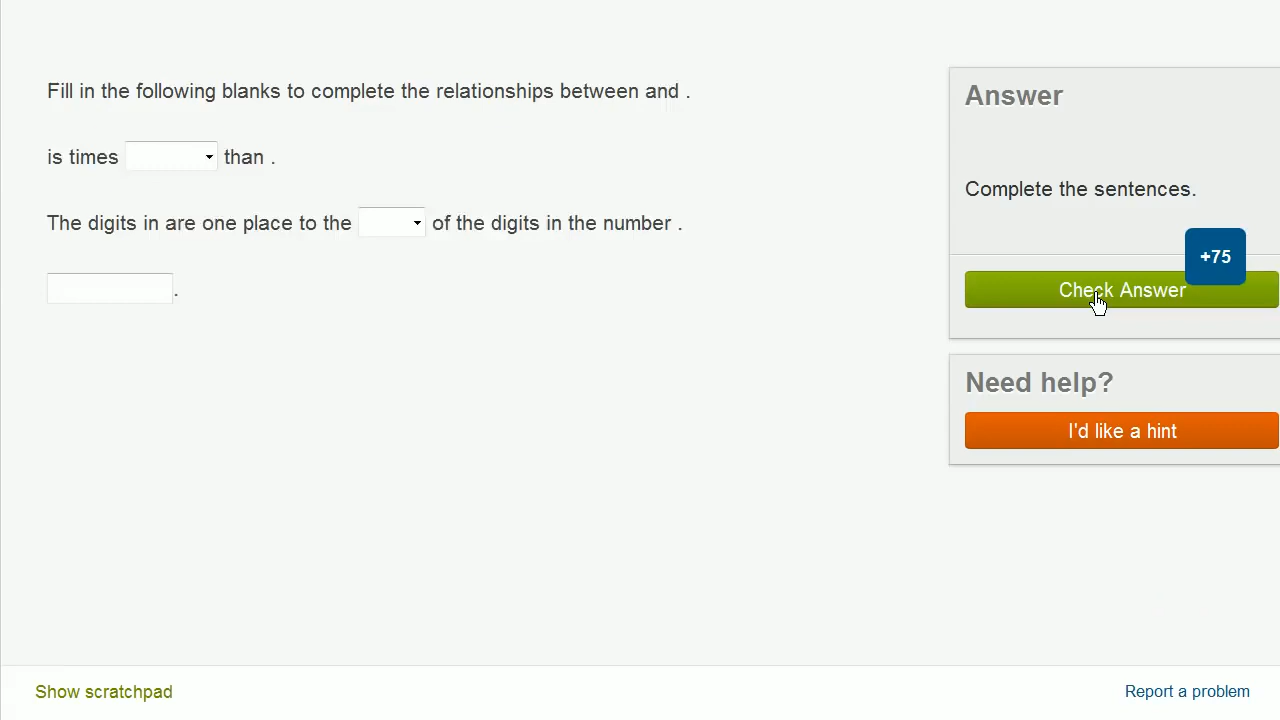 Fill in the following blanks to complete the relationships between and .
is times than .
The digits in are one place to the of the digits in the number .
.
Answer
Complete the sentences.
+75
Check Answer
Need help?
I'd like a hint
Show scratchpad
Report a problem